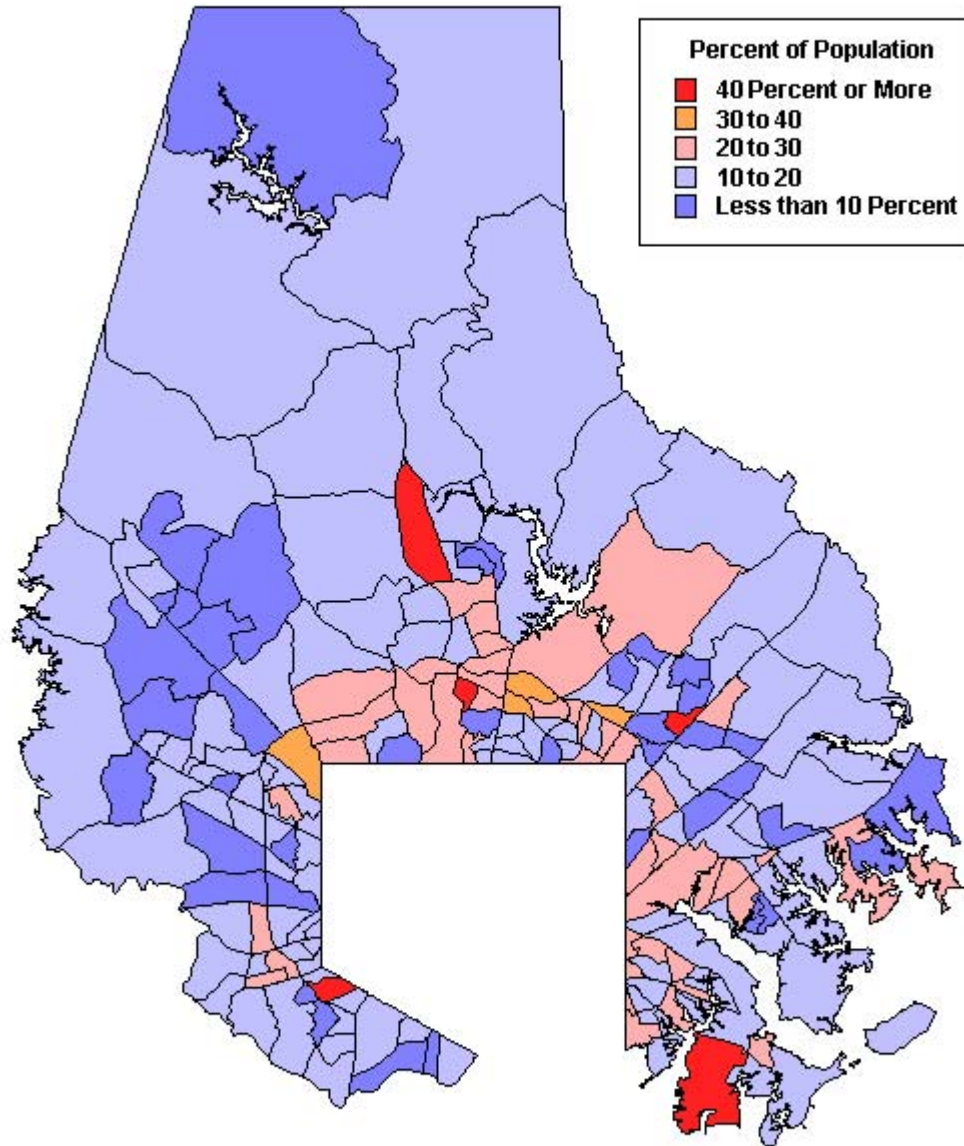 Percent of Population
40 Percent or More
30 to 40
20 to 30
10 to 20
Less than 10 Percent